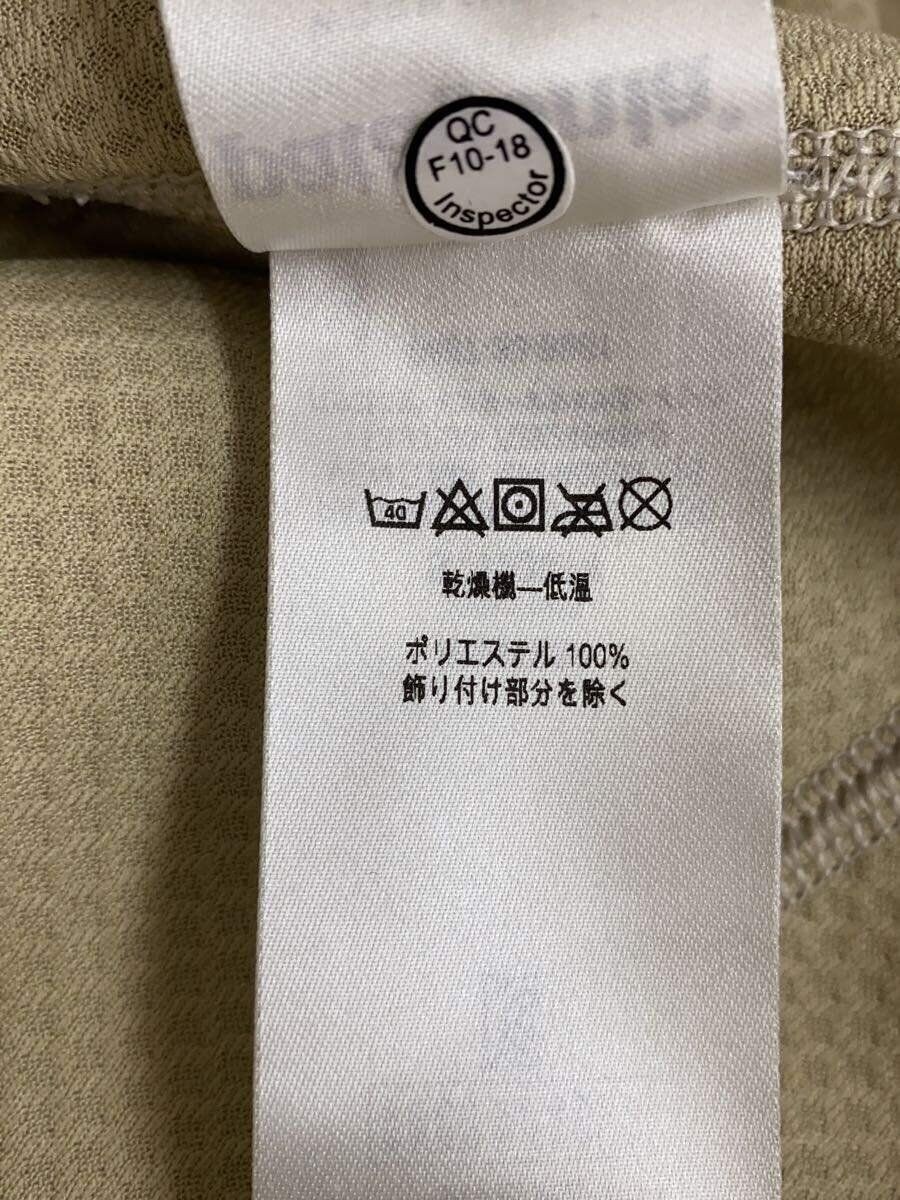 QC
F10-18
Inspector
40
乾燥機—低温
ポリエステル 100%
飾り付け部分を除く